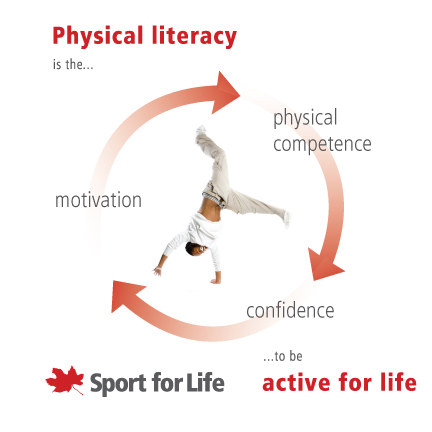 Physical literacy
is the...
physical
competence
motivation
confidence
...to be
active for life
Sport for Life